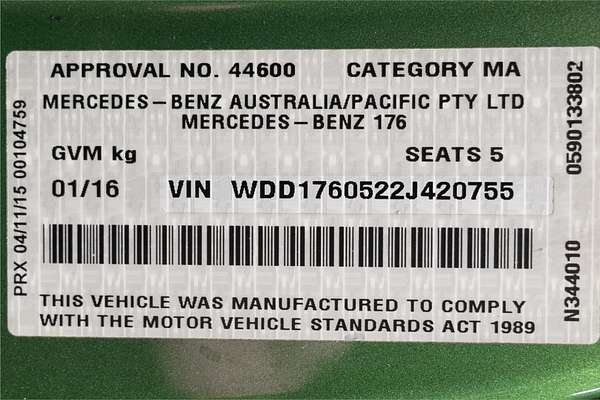 APPROVAL NO. 44600 CATEGORY MA
MERCEDES-BENZ AUSTRALIA/PACIFIC PTY LTD
MERCEDES-BENZ 176
GVM kg SEATS 5
01/16 VIN WDD1760522J420755
THIS VEHICLE WAS MANUFACTURED TO COMPLY
WITH THE MOTOR VEHICLE STANDARDS ACT 1989
PRX 04/11/15 00104759
0590133802
N344010